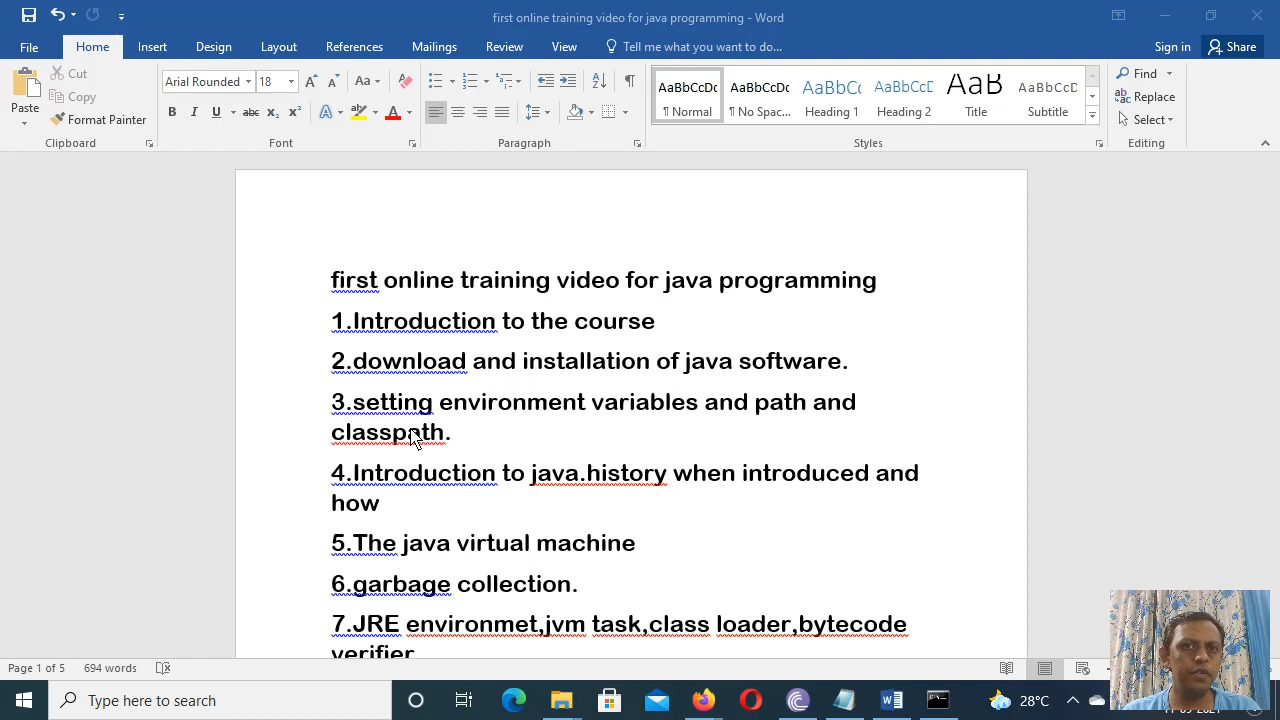 first online training video for java programming - Word
File Home Insert Design Layout References Mailings Review View Tell me what you want to do... Sign in Share
Paste Cut Copy Format Painter
Arial Rounded 18 Aa
B I U abc X₂ X² A A
AaBbCcDc AaBbCcDc AaBbC AaBbCcD AaB AaBbCcD
¶ Normal ¶ No Spac... Heading 1 Heading 2 Title Subtitle
Find Replace Select
Clipboard Font Paragraph Styles Editing
first online training video for java programming
1.Introduction to the course
2.download and installation of java software.
3.setting environment variables and path and
classpath.
4.Introduction to java.history when introduced and
how
5.The java virtual machine
6.garbage collection.
7.JRE environmet,jvm task,class loader,bytecode
verifier
Page 1 of 5 694 words
Type here to search
28°C